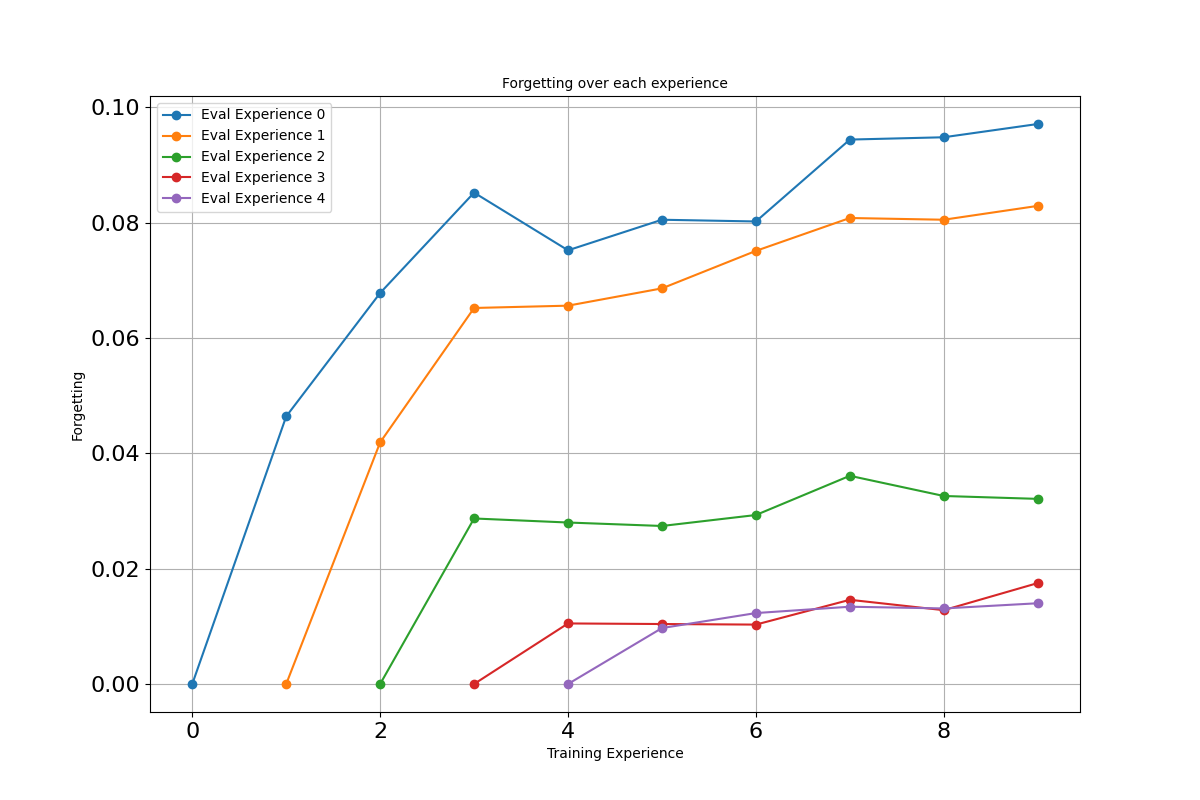 Forgetting over each experience
0.10
0.08
0.06
0.04
0.02
0.00
Forgetting
Eval Experience 0
Eval Experience 1
Eval Experience 2
Eval Experience 3
Eval Experience 4
0 2 4 6 8
Training Experience